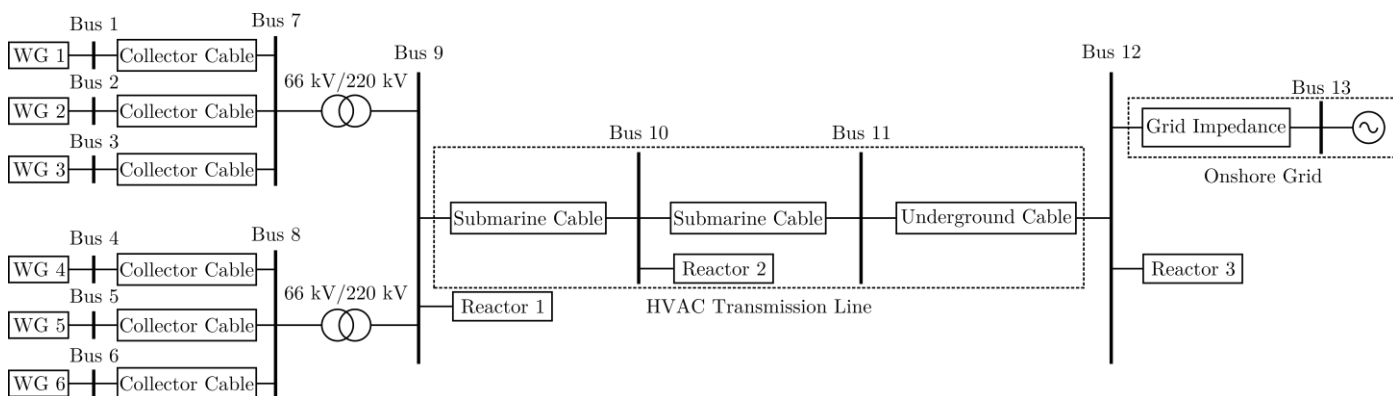 Bus 1
Bus 7
WG 1
Collector Cable
Bus 2
WG 2
Collector Cable
66 kV/220 kV
Bus 3
WG 3
Collector Cable
Bus 9
Bus 12
Bus 13
Grid Impedance
Onshore Grid
Bus 10
Bus 11
Submarine Cable
Submarine Cable
Underground Cable
Reactor 2
Reactor 3
Reactor 1
HVAC Transmission Line
Bus 4
Bus 8
WG 4
Collector Cable
66 kV/220 kV
Bus 5
WG 5
Collector Cable
Bus 6
WG 6
Collector Cable